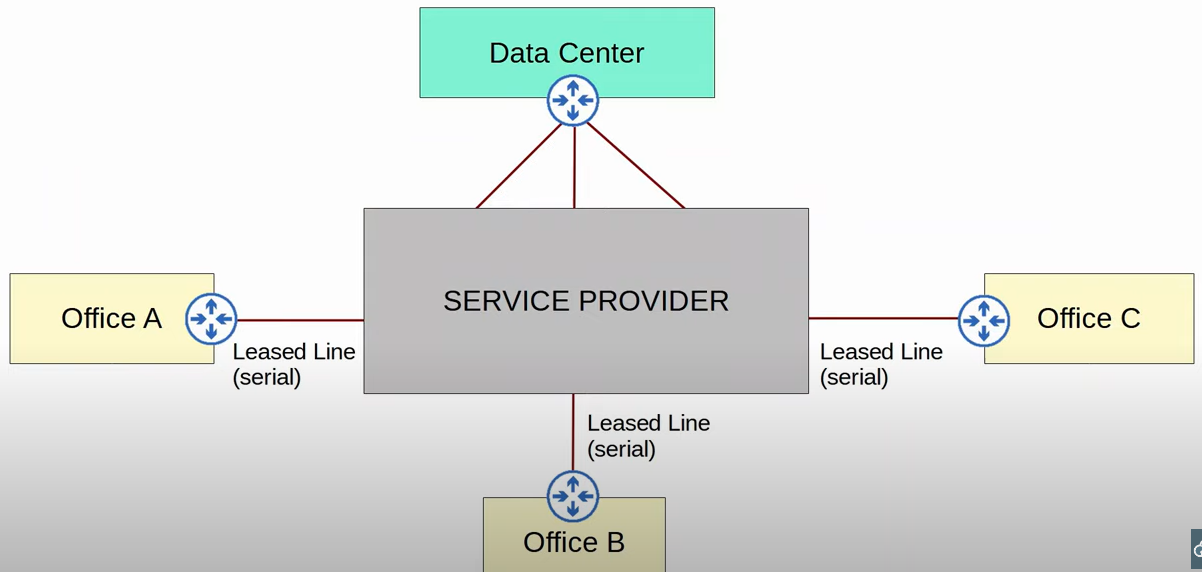 Data Center
SERVICE PROVIDER
Office A
Leased Line
(serial)
Office C
Leased Line
(serial)
Leased Line
(serial)
Office B